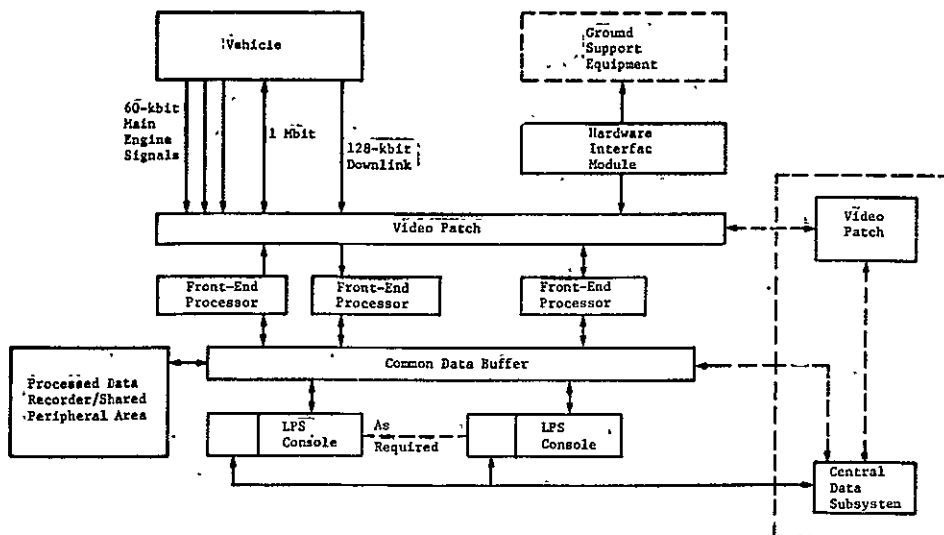 Vehicle
Ground
Support
Equipment
60-kbit
Main
Engine
Signals
1 Mbit
128-kbit
Downlink
Hardware
Interfac
Module
Video Patch
Video
Patch
Front-End
Processor
Front-End
Processor
Front-End
Processor
Common Data Buffer
Processed Data
Recorder/Shared
Peripheral Area
LPS
Console
As
Required
LPS
Console
Central
Data
Subsystem